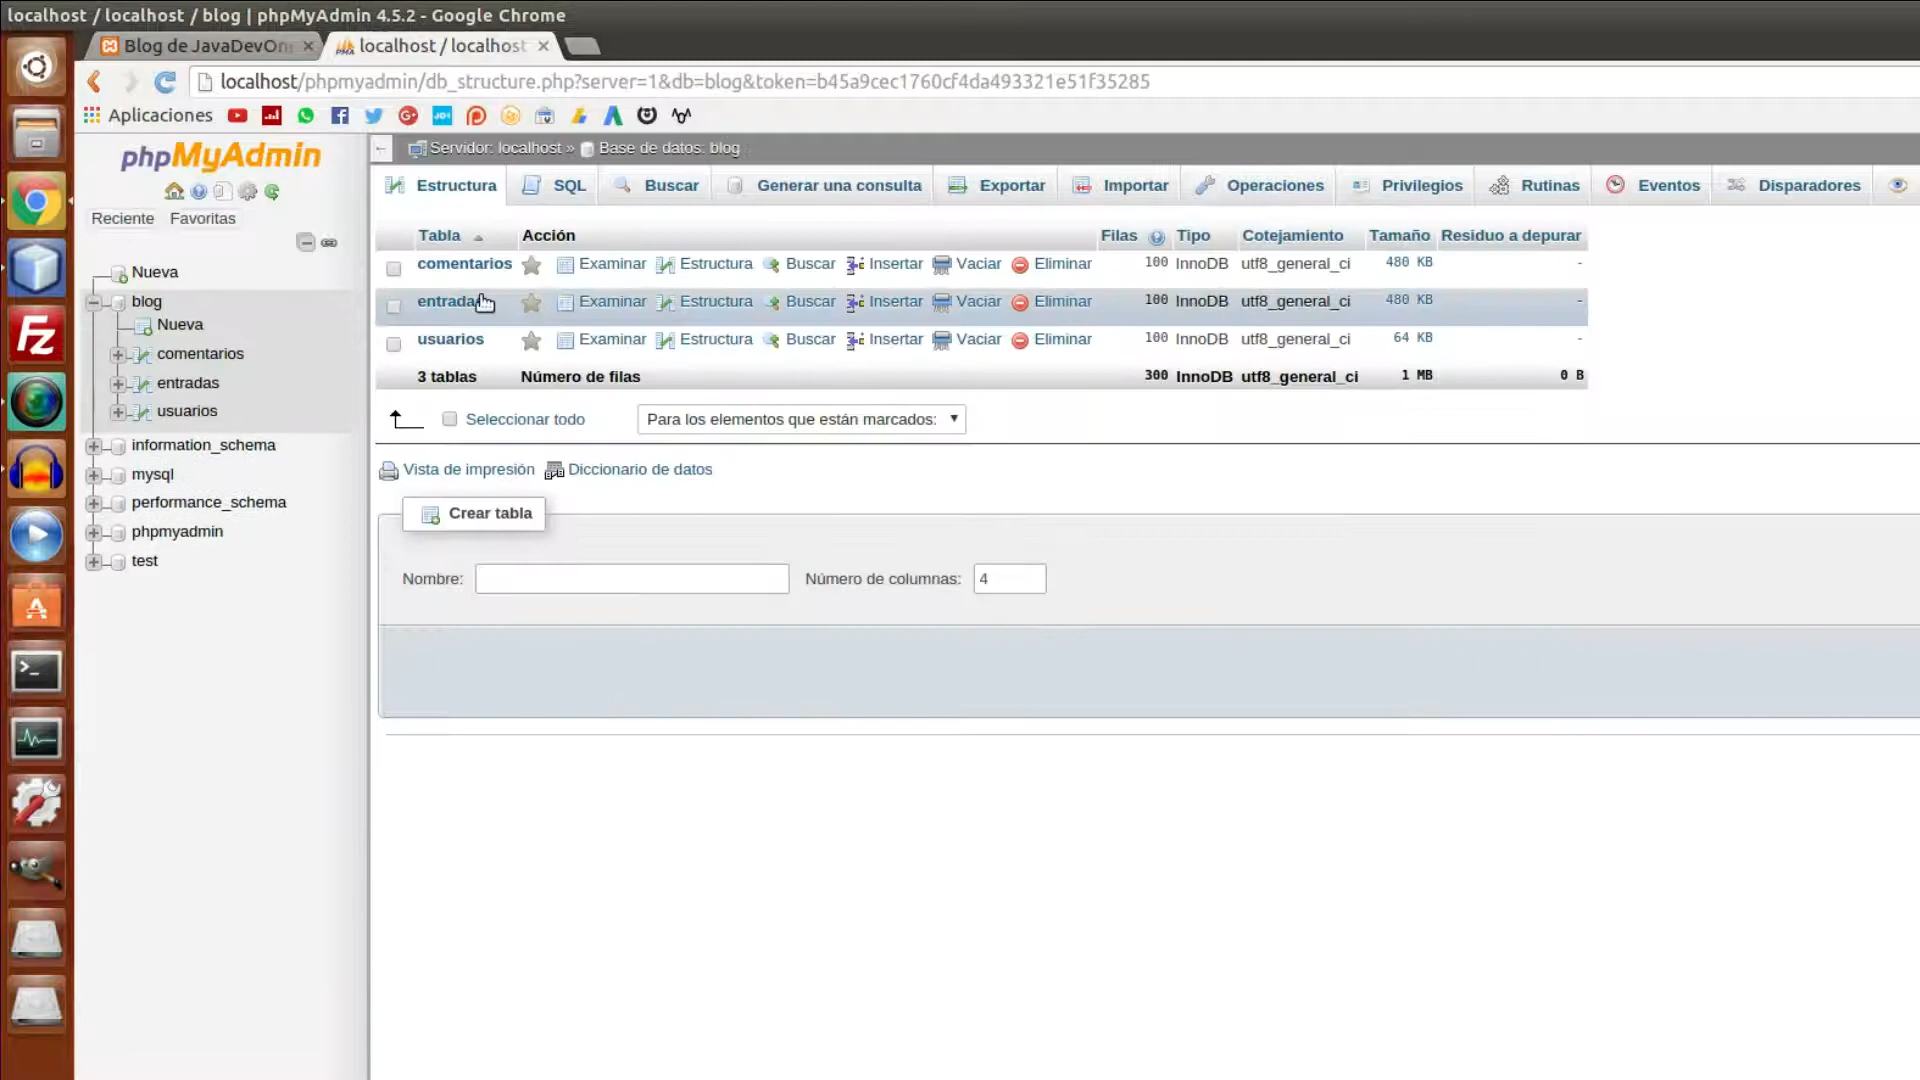 localhost / localhost / blog | phpMyAdmin 4.5.2 - Google Chrome
Blog de JavaDevOn
localhost / localhost
localhost/phpmyadmin/db_structure.php?server=1&db=blog&token=b45a9cec1760cf4da493321e51f35285
Aplicaciones
phpMyAdmin
Reciente Favoritas
Nueva
blog
Nueva
comentarios
entradas
usuarios
information_schema
mysql
performance_schema
phpmyadmin
test
Servidor: localhost » Base de datos: blog
Estructura SQL Buscar Generar una consulta Exportar Importar Operaciones Privilegios Rutinas Eventos Disparadores
Tabla Acción Filas Tipo Cotejamiento Tamaño Residuo a depurar
comentarios Examinar Estructura Buscar Insertar Vaciar Eliminar 100 InnoDB utf8_general_ci 480 KB -
entradas Examinar Estructura Buscar Insertar Vaciar Eliminar 100 InnoDB utf8_general_ci 480 KB -
usuarios Examinar Estructura Buscar Insertar Vaciar Eliminar 100 InnoDB utf8_general_ci 64 KB -
3 tablas Número de filas 300 InnoDB utf8_general_ci 1 MB 0 B
Seleccionar todo Para los elementos que están marcados:
Vista de impresión Diccionario de datos
Crear tabla
Nombre: Número de columnas: 4